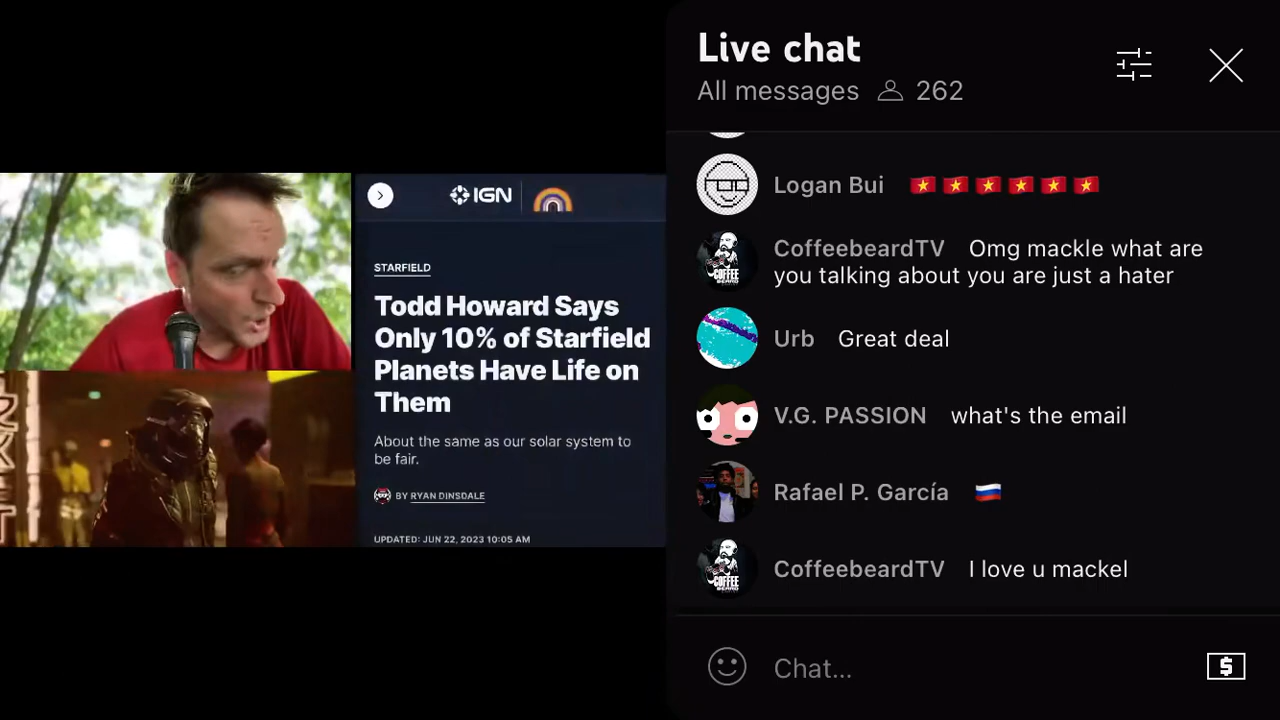 IGN
STARFIELD
Todd Howard Says
Only 10% of Starfield
Planets Have Life on
Them
About the same as our solar system to
be fair.
BY RYAN DINSDALE
UPDATED: JUN 22, 2023 10:05 AM
Live chat
All messages 262
Logan Bui 🇻🇳 🇻🇳 🇻🇳 🇻🇳 🇻🇳 🇻🇳
CoffeebeardTV Omg mackle what are
you talking about you are just a hater
Urb Great deal
V.G. PASSION what's the email
Rafael P. García 🇷🇺
CoffeebeardTV I love u mackel
Chat...
$